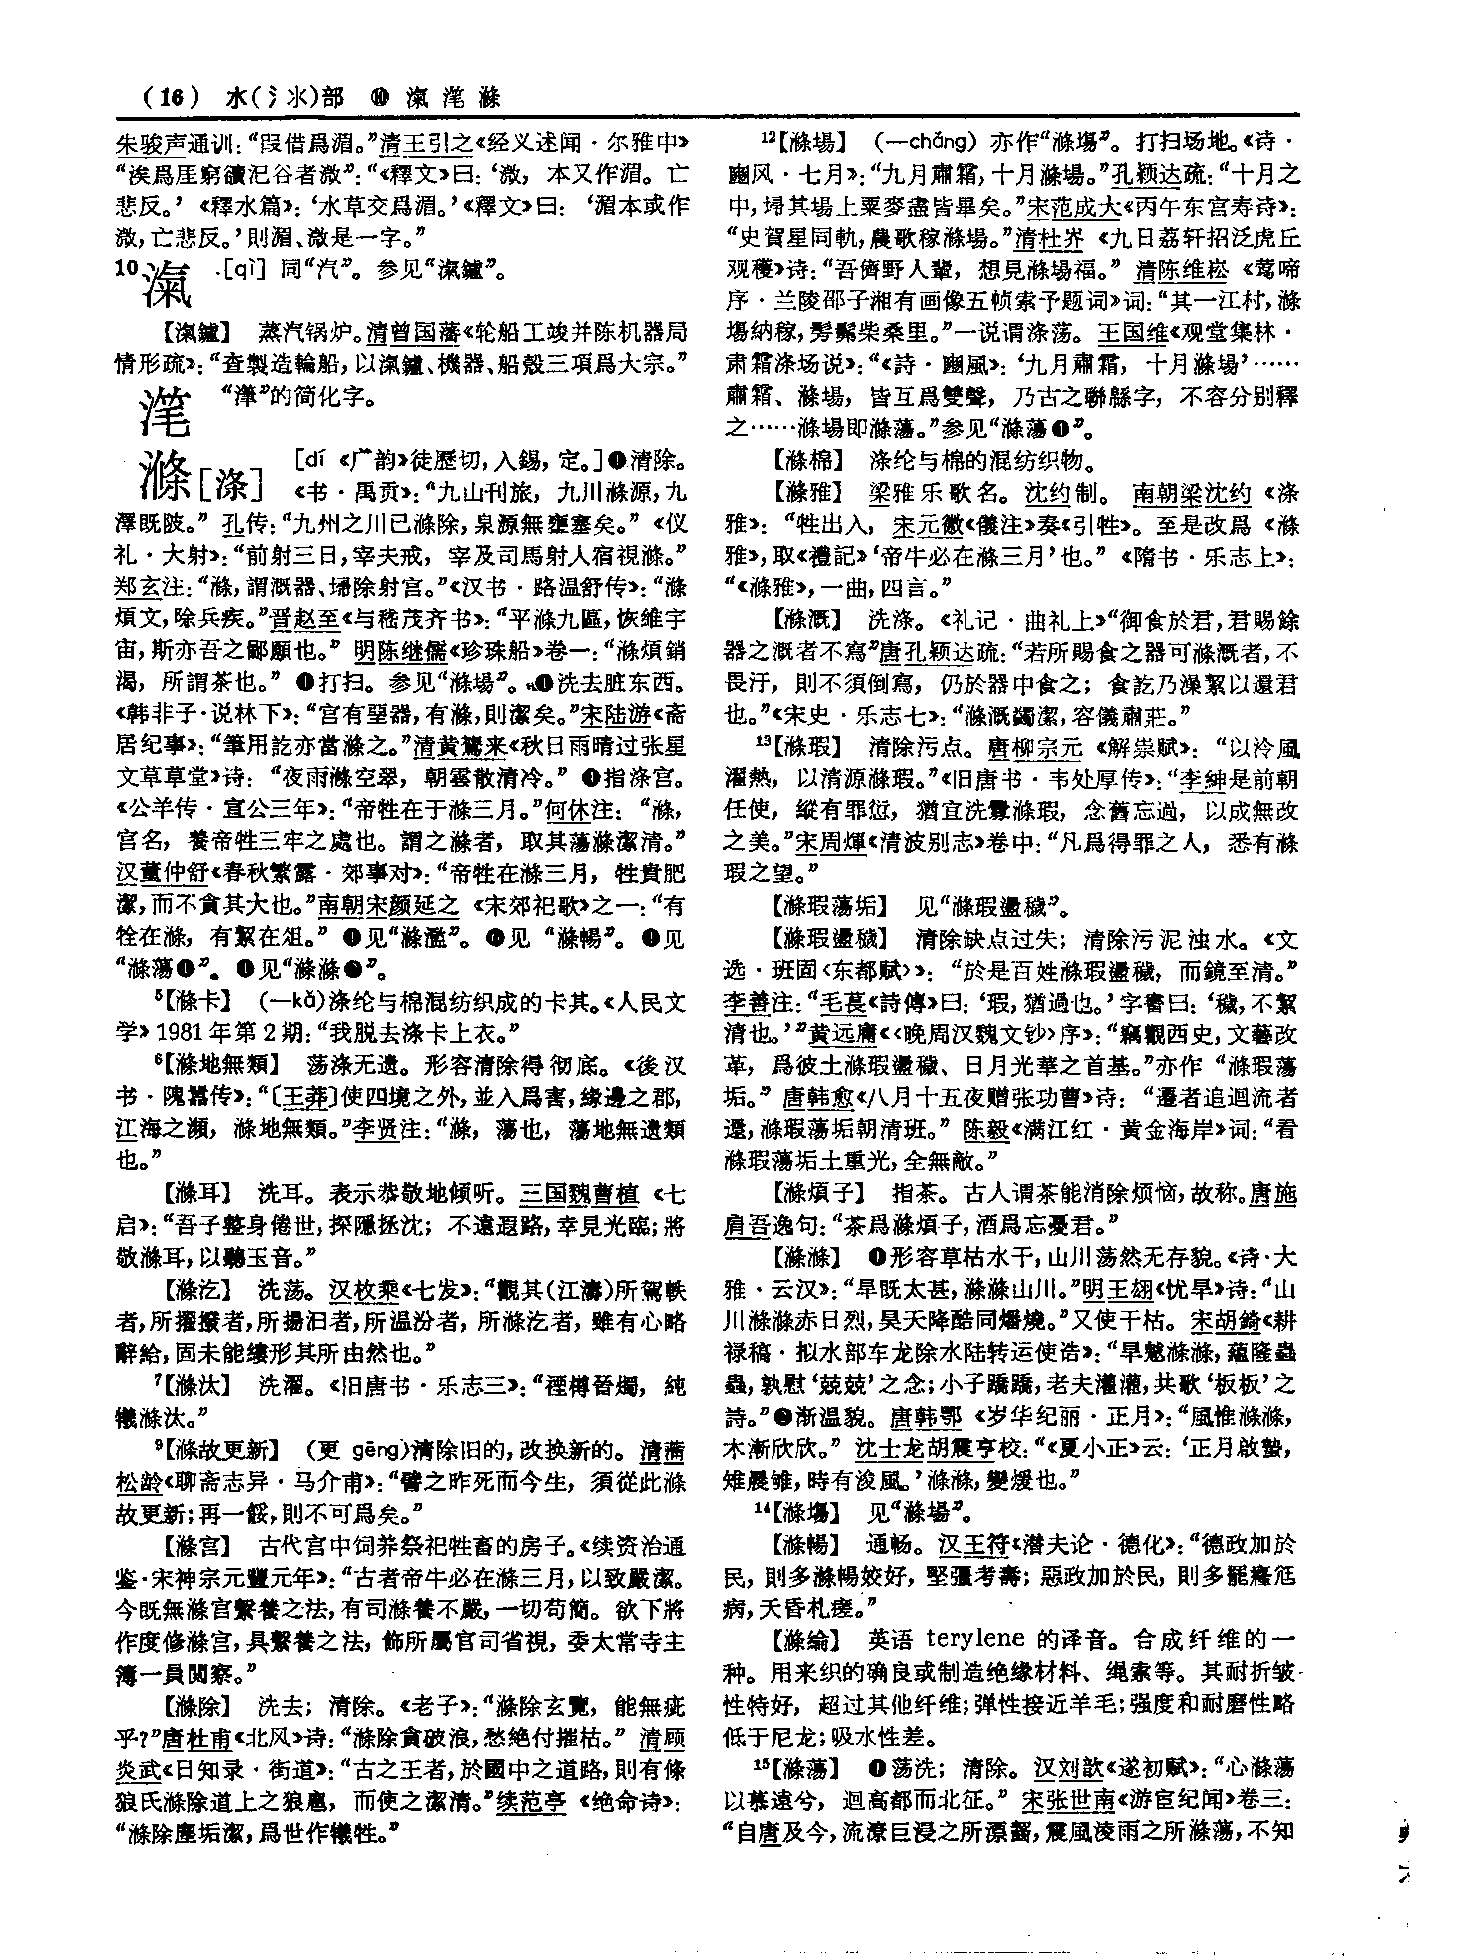 (16) 水(氵氺)部 ❿ 滊 滗 滌
朱骏声通训：“叚借爲湄。”清王引之《经义述闻·尔雅中》
“涘爲厓窮瀆汜谷者溦”：“《釋文》曰：‘溦，本又作湄。亡
悲反。’《釋水篇》：‘水草交爲湄。’《釋文》曰：‘湄本或作
溦，亡悲反。’則湄、溦是一字。”
10 滊 [qì] 同“汽”。参见“滊鑪”。
【滊鑪】 蒸汽锅炉。清曾国藩《轮船工竣并陈机器局
情形疏》：“查製造輪船，以滊鑪、機器、船殼三項爲大宗。”
滗 “潷”的简化字。
滌[涤] [dí 《广韵》徒歷切，入錫，定。]❶清除。
《书·禹贡》：“九山刊旅，九川滌源，九
澤既陂。”孔传：“九州之川已滌除，泉源無壅塞矣。”《仪
礼·大射》：“前射三日，宰夫戒，宰及司馬射人宿視滌。”
郑玄注：“滌，謂溉器、埽除射宫。”《汉书·路温舒传》：“滌
煩文，除兵疾。”晋赵至《与嵇茂齐书》：“平滌九區，恢维宇
宙，斯亦吾之鄙願也。”明陈继儒《珍珠船》卷一：“滌煩銷
渴，所謂茶也。”打扫。参见“滌場”。洗去脏东西。
《韩非子·说林下》：“宫有堊器，有滌，則潔矣。”宋陆游《斋
居纪事》：“筆用訖亦當滌之。”清黄鷟来《秋日雨晴过张星
文草草堂》诗：“夜雨滌空翠，朝雲散清冷。”指涤宫。
《公羊传·宣公三年》：“帝牲在于滌三月。”何休注：“滌，
宫名，養帝牲三牢之處也。謂之滌者，取其蕩滌潔清。”
汉董仲舒《春秋繁露·郊事对》：“帝牲在滌三月，牲貴肥
潔，而不貪其大也。”南朝宋颜延之《宋郊祀歌》之一：“有
牷在滌，有絜在俎。”见“滌濫”。见“滌暢”。见
“滌蕩❶”。见“滌滌”。
5【滌卡】 (一kǎ)涤纶与棉混纺织成的卡其。《人民文
学》1981年第2期：“我脱去涤卡上衣。”
6【滌地無類】 荡涤无遗。形容清除得彻底。《後汉
书·隗嚣传》：“〔王莽〕使四境之外，並入爲害，緣邊之郡，
江海之瀕，滌地無類。”李贤注：“滌，蕩也，蕩地無遺類
也。”
【滌耳】 洗耳。表示恭敬地倾听。三国魏曹植《七
启》：“吾子整身倦世，探隱拯沈；不遠遐路，幸見光臨；將
敬滌耳，以聽玉音。”
【滌汔】 洗荡。汉枚乘《七发》：“觀其(江濤)所駕軼
者，所擢拔者，所揚汩者，所温汾者，所滌汔者，雖有心略
辭給，固未能縷形其所由然也。”
7【滌汰】 洗濯。《旧唐书·乐志三》：“禋樽晉燭，純
犧滌汰。”
9【滌故更新】 (更 gēng)清除旧的，改换新的。清蒲
松龄《聊斋志异·马介甫》：“譬之昨死而今生，須從此滌
故更新；再一餒，則不可爲矣。”
【滌宫】 古代宫中饲养祭祀牲畜的房子。《续资治通
鉴·宋神宗元豐元年》：“古者帝牛必在滌三月，以致嚴潔。
今既無滌宫繫養之法，有司滌養不嚴，一切苟簡。欲下將
作度修滌宫，具繫養之法，飾所屬官司省視，委太常寺主
簿一員閲察。”
【滌除】 洗去；清除。《老子》：“滌除玄覽，能無疵
乎？”唐杜甫《北风》诗：“滌除貪破浪，愁絶付摧枯。”清顾
炎武《日知录·街道》：“古之王者，於國中之道路，則有條
狼氏滌除道上之狼扈，而使之潔清。”续范亭《绝命诗》：
“滌除塵垢潔，爲世作犧牲。”
12【滌場】 (一cháng) 亦作“滌塲”。打扫场地。《诗·
豳风·七月》：“九月肅霜，十月滌場。”孔颖达疏：“十月之
中，埽其場上粟麥盡皆畢矣。”宋范成大《丙午东宫寿诗》：
“史賀星同軌，農歌稼滌場。”清杜岕《九日荔轩招泛虎丘
观穫》诗：“吾儕野人輩，想見滌場福。”清陈维崧《莺啼
序·兰陵邵子湘有画像五帧索予题词》词：“其一江村，滌
塲納稼，髣髴柴桑里。”一说谓涤荡。王国维《观堂集林·
肃霜涤场说》：“《詩·豳風》：‘九月肅霜，十月滌場’……
肅霜、滌場，皆互爲雙聲，乃古之聯緜字，不容分别釋
之……滌場即滌蕩。”参见“滌蕩❶”。
【滌棉】 涤纶与棉的混纺织物。
【滌雅】 梁雅乐歌名。沈约制。南朝梁沈约《涤
雅》：“牲出入，宋元徽《儀注》奏《引牲》。至是改爲《滌
雅》，取《禮記》‘帝牛必在滌三月’也。”《隋书·乐志上》：
“《滌雅》，一曲，四言。”
【滌溉】 洗涤。《礼记·曲礼上》“御食於君，君賜餘
器之溉者不寫”唐孔颖达疏：“若所賜食之器可滌溉者，不
畏汙，則不須倒寫，仍於器中食之；食訖乃澡絜以還君
也。”《宋史·乐志七》：“滌溉蠲潔，容儀肅莊。”
13【滌瑕】 清除污点。唐柳宗元《解祟赋》：“以泠風
濯熱，以清源滌瑕。”《旧唐书·韦处厚传》：“李紳是前朝
任使，縱有罪愆，猶宜洗釁滌瑕，念舊忘過，以成無改
之美。”宋周煇《清波别志》卷中：“凡爲得罪之人，悉有滌
瑕之望。”
【滌瑕蕩垢】 见“滌瑕盪穢”。
【滌瑕盪穢】 清除缺点过失；清除污泥浊水。《文
选·班固〈东都赋〉》：“於是百姓滌瑕盪穢，而鏡至清。”
李善注：“毛萇《詩傳》曰：‘瑕，猶過也。’字書曰：‘穢，不絜
清也。’”黄远庸《〈晚周汉魏文钞〉序》：“竊觀西史，文藝改
革，爲彼土滌瑕盪穢、日月光華之首基。”亦作“滌瑕蕩
垢。”唐韩愈《八月十五夜赠张功曹》诗：“遷者追迴流者
還，滌瑕蕩垢朝清班。”陈毅《满江红·黄金海岸》词：“看
滌瑕蕩垢土重光，全無敵。”
【滌煩子】 指茶。古人谓茶能消除烦恼，故称。唐施
肩吾逸句：“茶爲滌煩子，酒爲忘憂君。”
【滌滌】 ❶形容草枯水干，山川荡然无存貌。《诗·大
雅·云汉》：“旱既太甚，滌滌山川。”明王翃《忧旱》诗：“山
川滌滌赤日烈，昊天降酷同燔燒。”又使干枯。宋胡錡《耕
禄稿·拟水部车龙除水陆转运使诰》：“旱魃滌滌，蕴隆蟲
蟲，孰慰‘兢兢’之念；小子蹻蹻，老夫灌灌，共歌‘板板’之
詩。”❷渐温貌。唐韩鄂《岁华纪丽·正月》：“風惟滌滌，
木漸欣欣。”沈士龙胡震亨校：“《夏小正》云：‘正月啟蟄，
雉震雊，時有浚風。’滌滌，變煖也。”
14【滌塲】 见“滌場”。
【滌暢】 通畅。汉王符《潜夫论·德化》：“德政加於
民，則多滌暢姣好，堅彊考壽；惡政加於民，則多罷癃尪
病，夭昏札瘥。”
【滌綸】 英语 terylene 的译音。合成纤维的一
种。用来织的确良或制造绝缘材料、绳索等。其耐折皱
性特好，超过其他纤维；弹性接近羊毛；强度和耐磨性略
低于尼龙；吸水性差。
15【滌蕩】 ❶荡洗；清除。汉刘歆《遂初赋》：“心滌蕩
以慕遠兮，迴高都而北征。”宋张世南《游宦纪闻》卷三：
“自唐及今，流潦巨浸之所漂齧，震風凌雨之所滌蕩，不知